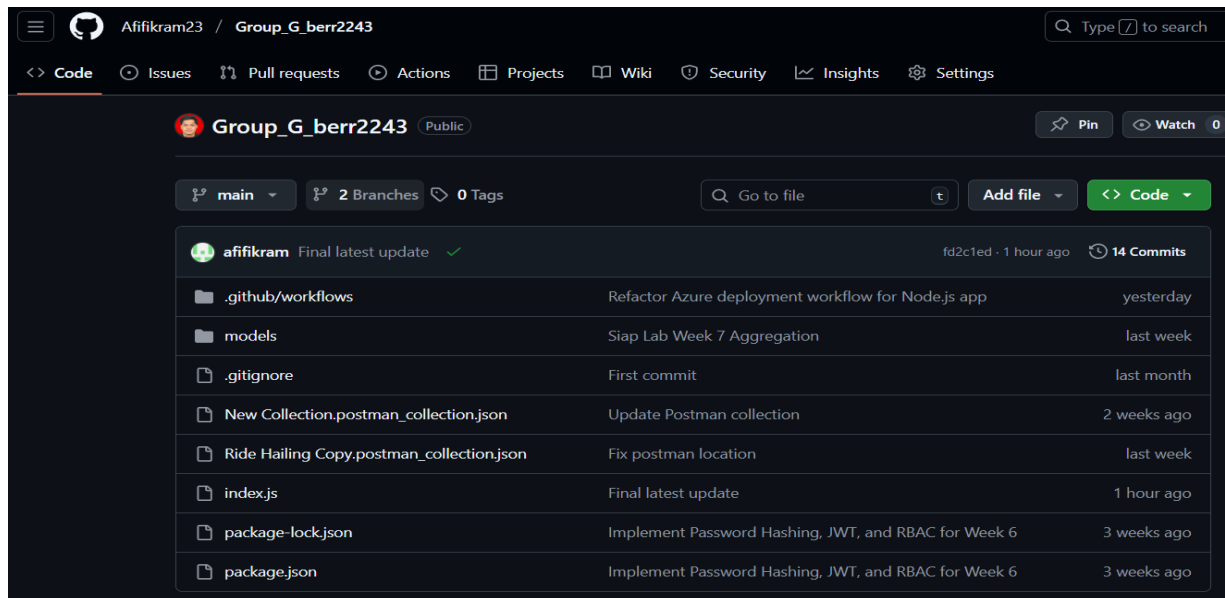 Afifikram23 / Group_G_berr2243 Type / to search
<> Code Issues Pull requests Actions Projects Wiki Security Insights Settings
Group_G_berr2243 Public Pin Watch 0
main 2 Branches 0 Tags Go to file t Add file <> Code
afifikram Final latest update fd2c1ed · 1 hour ago 14 Commits
.github/workflows Refactor Azure deployment workflow for Node.js app yesterday
models Siap Lab Week 7 Aggregation last week
.gitignore First commit last month
New Collection.postman_collection.json Update Postman collection 2 weeks ago
Ride Hailing Copy.postman_collection.json Fix postman location last week
index.js Final latest update 1 hour ago
package-lock.json Implement Password Hashing, JWT, and RBAC for Week 6 3 weeks ago
package.json Implement Password Hashing, JWT, and RBAC for Week 6 3 weeks ago